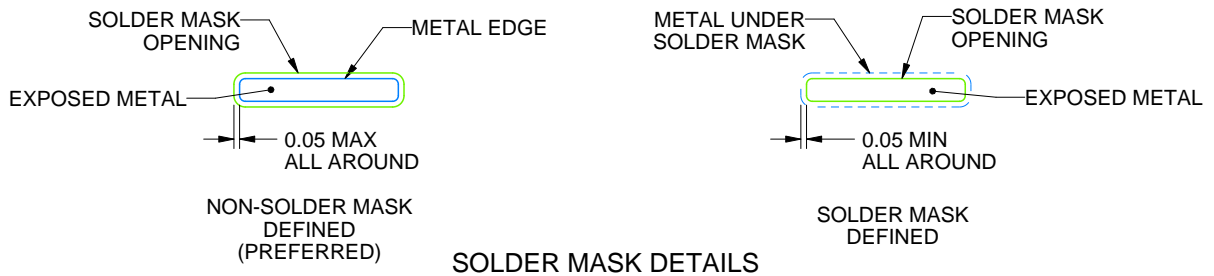 SOLDER MASK
OPENING
METAL EDGE
EXPOSED METAL
0.05 MAX
ALL AROUND
NON-SOLDER MASK
DEFINED
(PREFERRED)
METAL UNDER
SOLDER MASK
SOLDER MASK
OPENING
EXPOSED METAL
0.05 MIN
ALL AROUND
SOLDER MASK
DEFINED
SOLDER MASK DETAILS